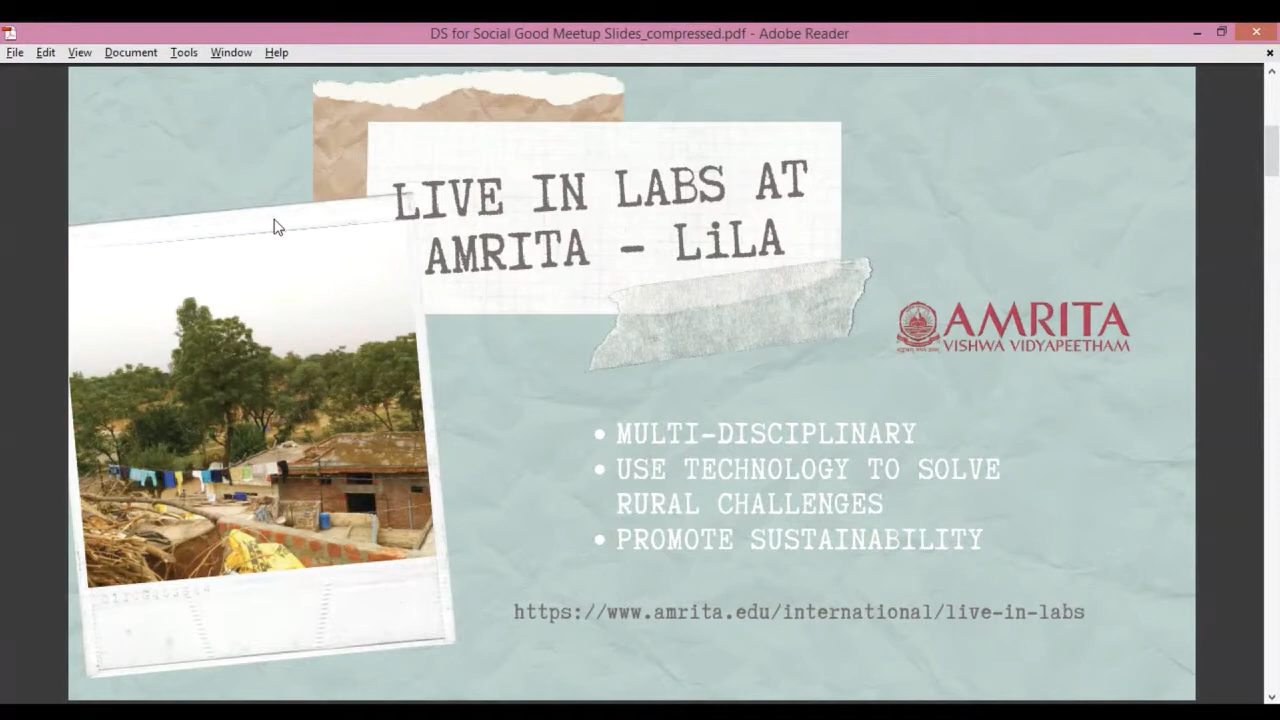 DS for Social Good Meetup Slides_compressed.pdf - Adobe Reader
File Edit View Document Tools Window Help
LIVE IN LABS AT
AMRITA - LiLA
AMRITA
VISHWA VIDYAPEETHAM
• MULTI-DISCIPLINARY
• USE TECHNOLOGY TO SOLVE
RURAL CHALLENGES
• PROMOTE SUSTAINABILITY
https://www.amrita.edu/international/live-in-labs